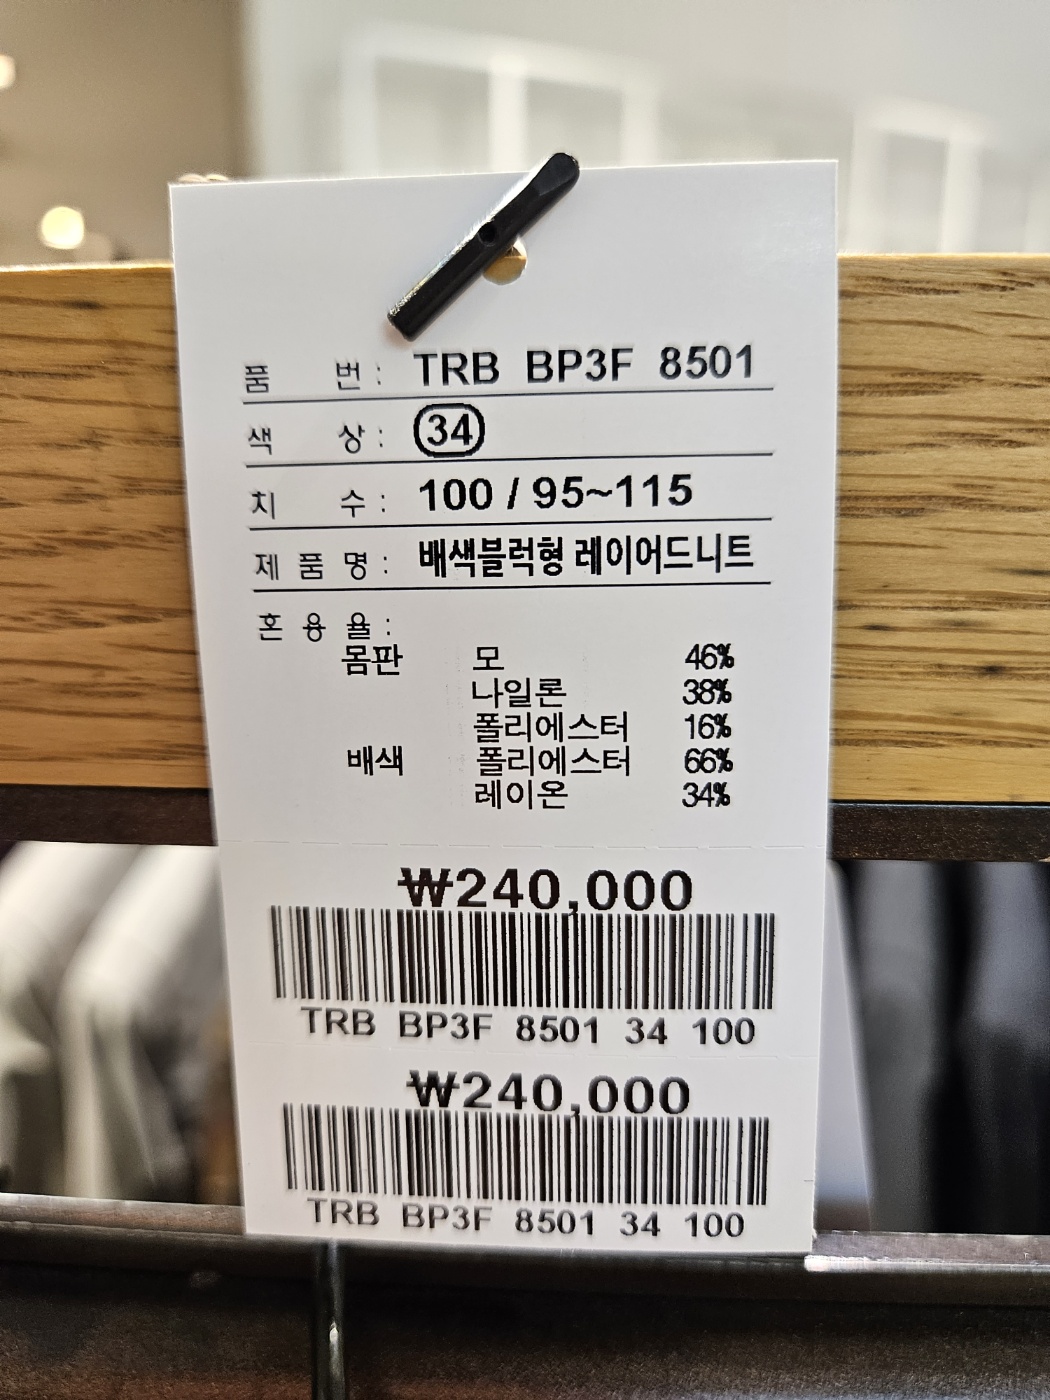 품 번 : TRB BP3F 8501
색 상 : 34
치 수 : 100 / 95~115
제 품 명 : 배색블럭형 레이어드니트
혼 용 율 :
몸판 모 46%
나일론 38%
폴리에스터 16%
배색 폴리에스터 66%
레이온 34%
₩240,000
TRB BP3F 8501 34 100
₩240,000
TRB BP3F 8501 34 100